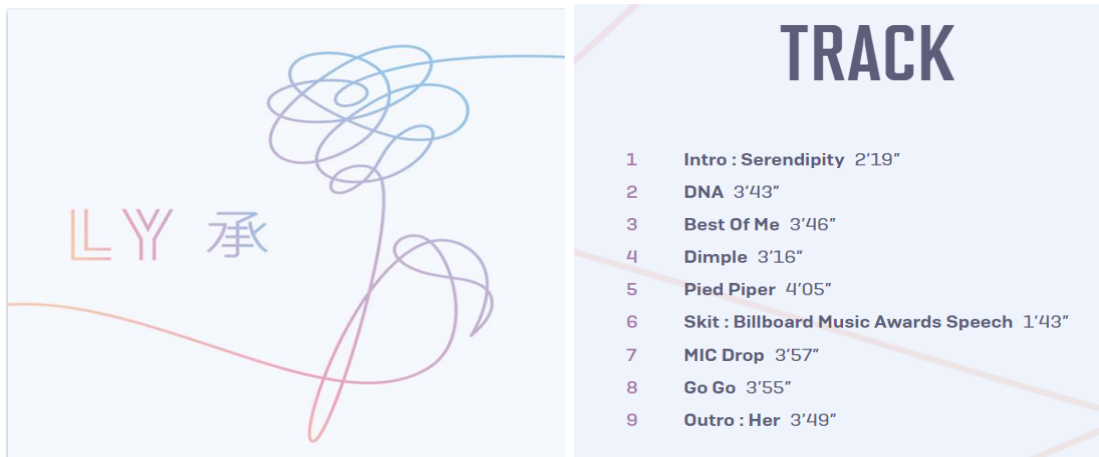 LY 承
TRACK
1 Intro : Serendipity 2'19"
2 DNA 3'43"
3 Best Of Me 3'46"
4 Dimple 3'16"
5 Pied Piper 4'05"
6 Skit : Billboard Music Awards Speech 1'43"
7 MIC Drop 3'57"
8 Go Go 3'55"
9 Outro : Her 3'49"